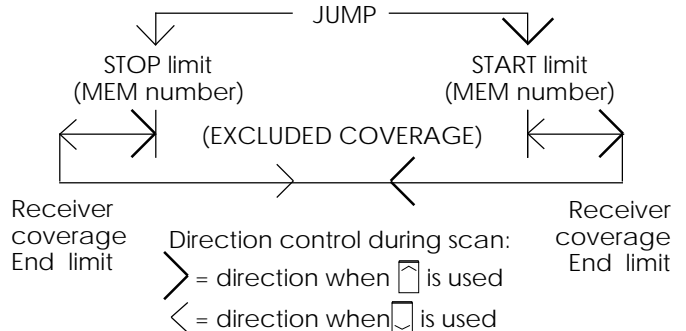 JUMP
STOP limit
(MEM number)
START limit
(MEM number)
(EXCLUDED COVERAGE)
Receiver
coverage
End limit
Receiver
coverage
End limit
Direction control during scan:
= direction when is used
= direction when is used